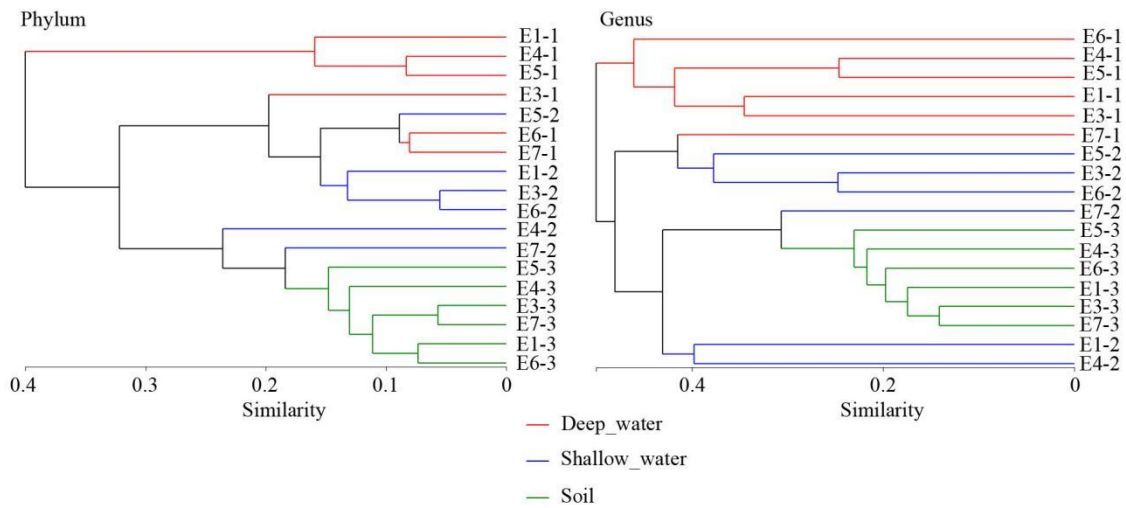 Phylum
E1-1
E4-1
E5-1
E3-1
E5-2
E6-1
E7-1
E1-2
E3-2
E6-2
E4-2
E7-2
E5-3
E4-3
E3-3
E7-3
E1-3
E6-3
0.4 0.3 0.2 0.1 0
Similarity
Genus
E6-1
E4-1
E5-1
E1-1
E3-1
E7-1
E5-2
E3-2
E6-2
E7-2
E5-3
E4-3
E6-3
E1-3
E3-3
E7-3
E1-2
E4-2
0.4 0.2 0
Similarity
Deep_water
Shallow_water
Soil